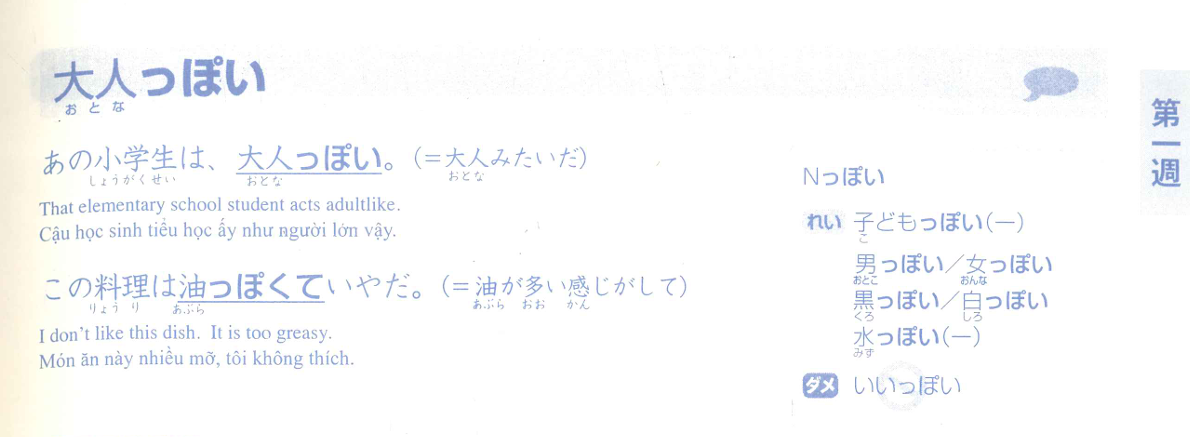 大人っぽい
おとな
あの小学生は、大人っぽい。(=大人みたいだ)
しょうがくせい おとな おとな
That elementary school student acts adultlike.
Cậu học sinh tiểu học ấy như người lớn vậy.
この料理は油っぽくていやだ。(=油が多い感じがして)
りょうり あぶら あぶら おお かん
I don't like this dish. It is too greasy.
Món ăn này nhiều mỡ, tôi không thích.
Nっぽい
れい 子どもっぽい(ー)
こ
男っぽい/女っぽい
おとこ おんな
黒っぽい/白っぽい
くろ しろ
水っぽい(ー)
みず
ダメ いいっぽい
第一週